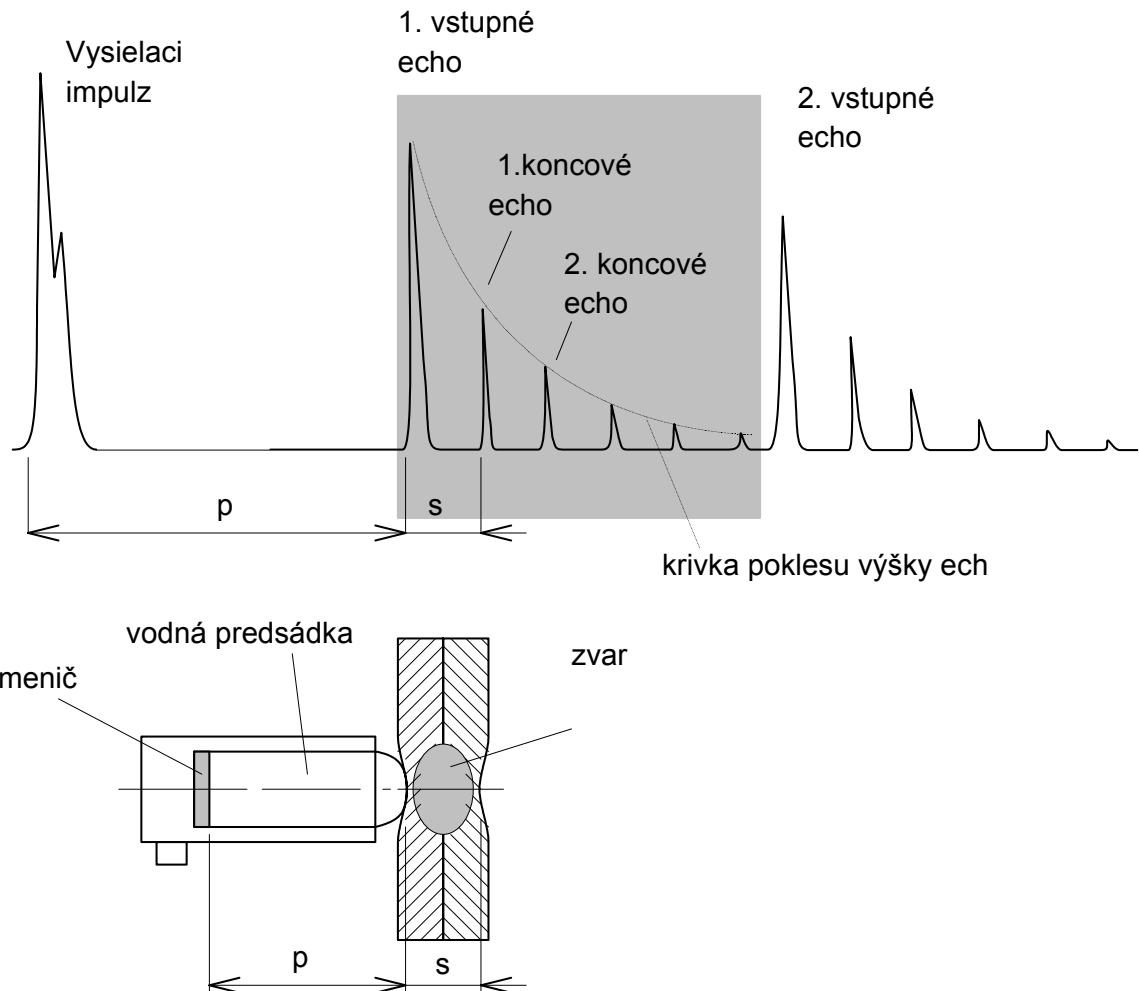 1. vstupné
echo
Vysielaci
impulz
2. vstupné
echo
1.koncové
echo
2. koncové
echo
p
s
krivka poklesu výšky ech
vodná predsádka
zvar
menič
p
s